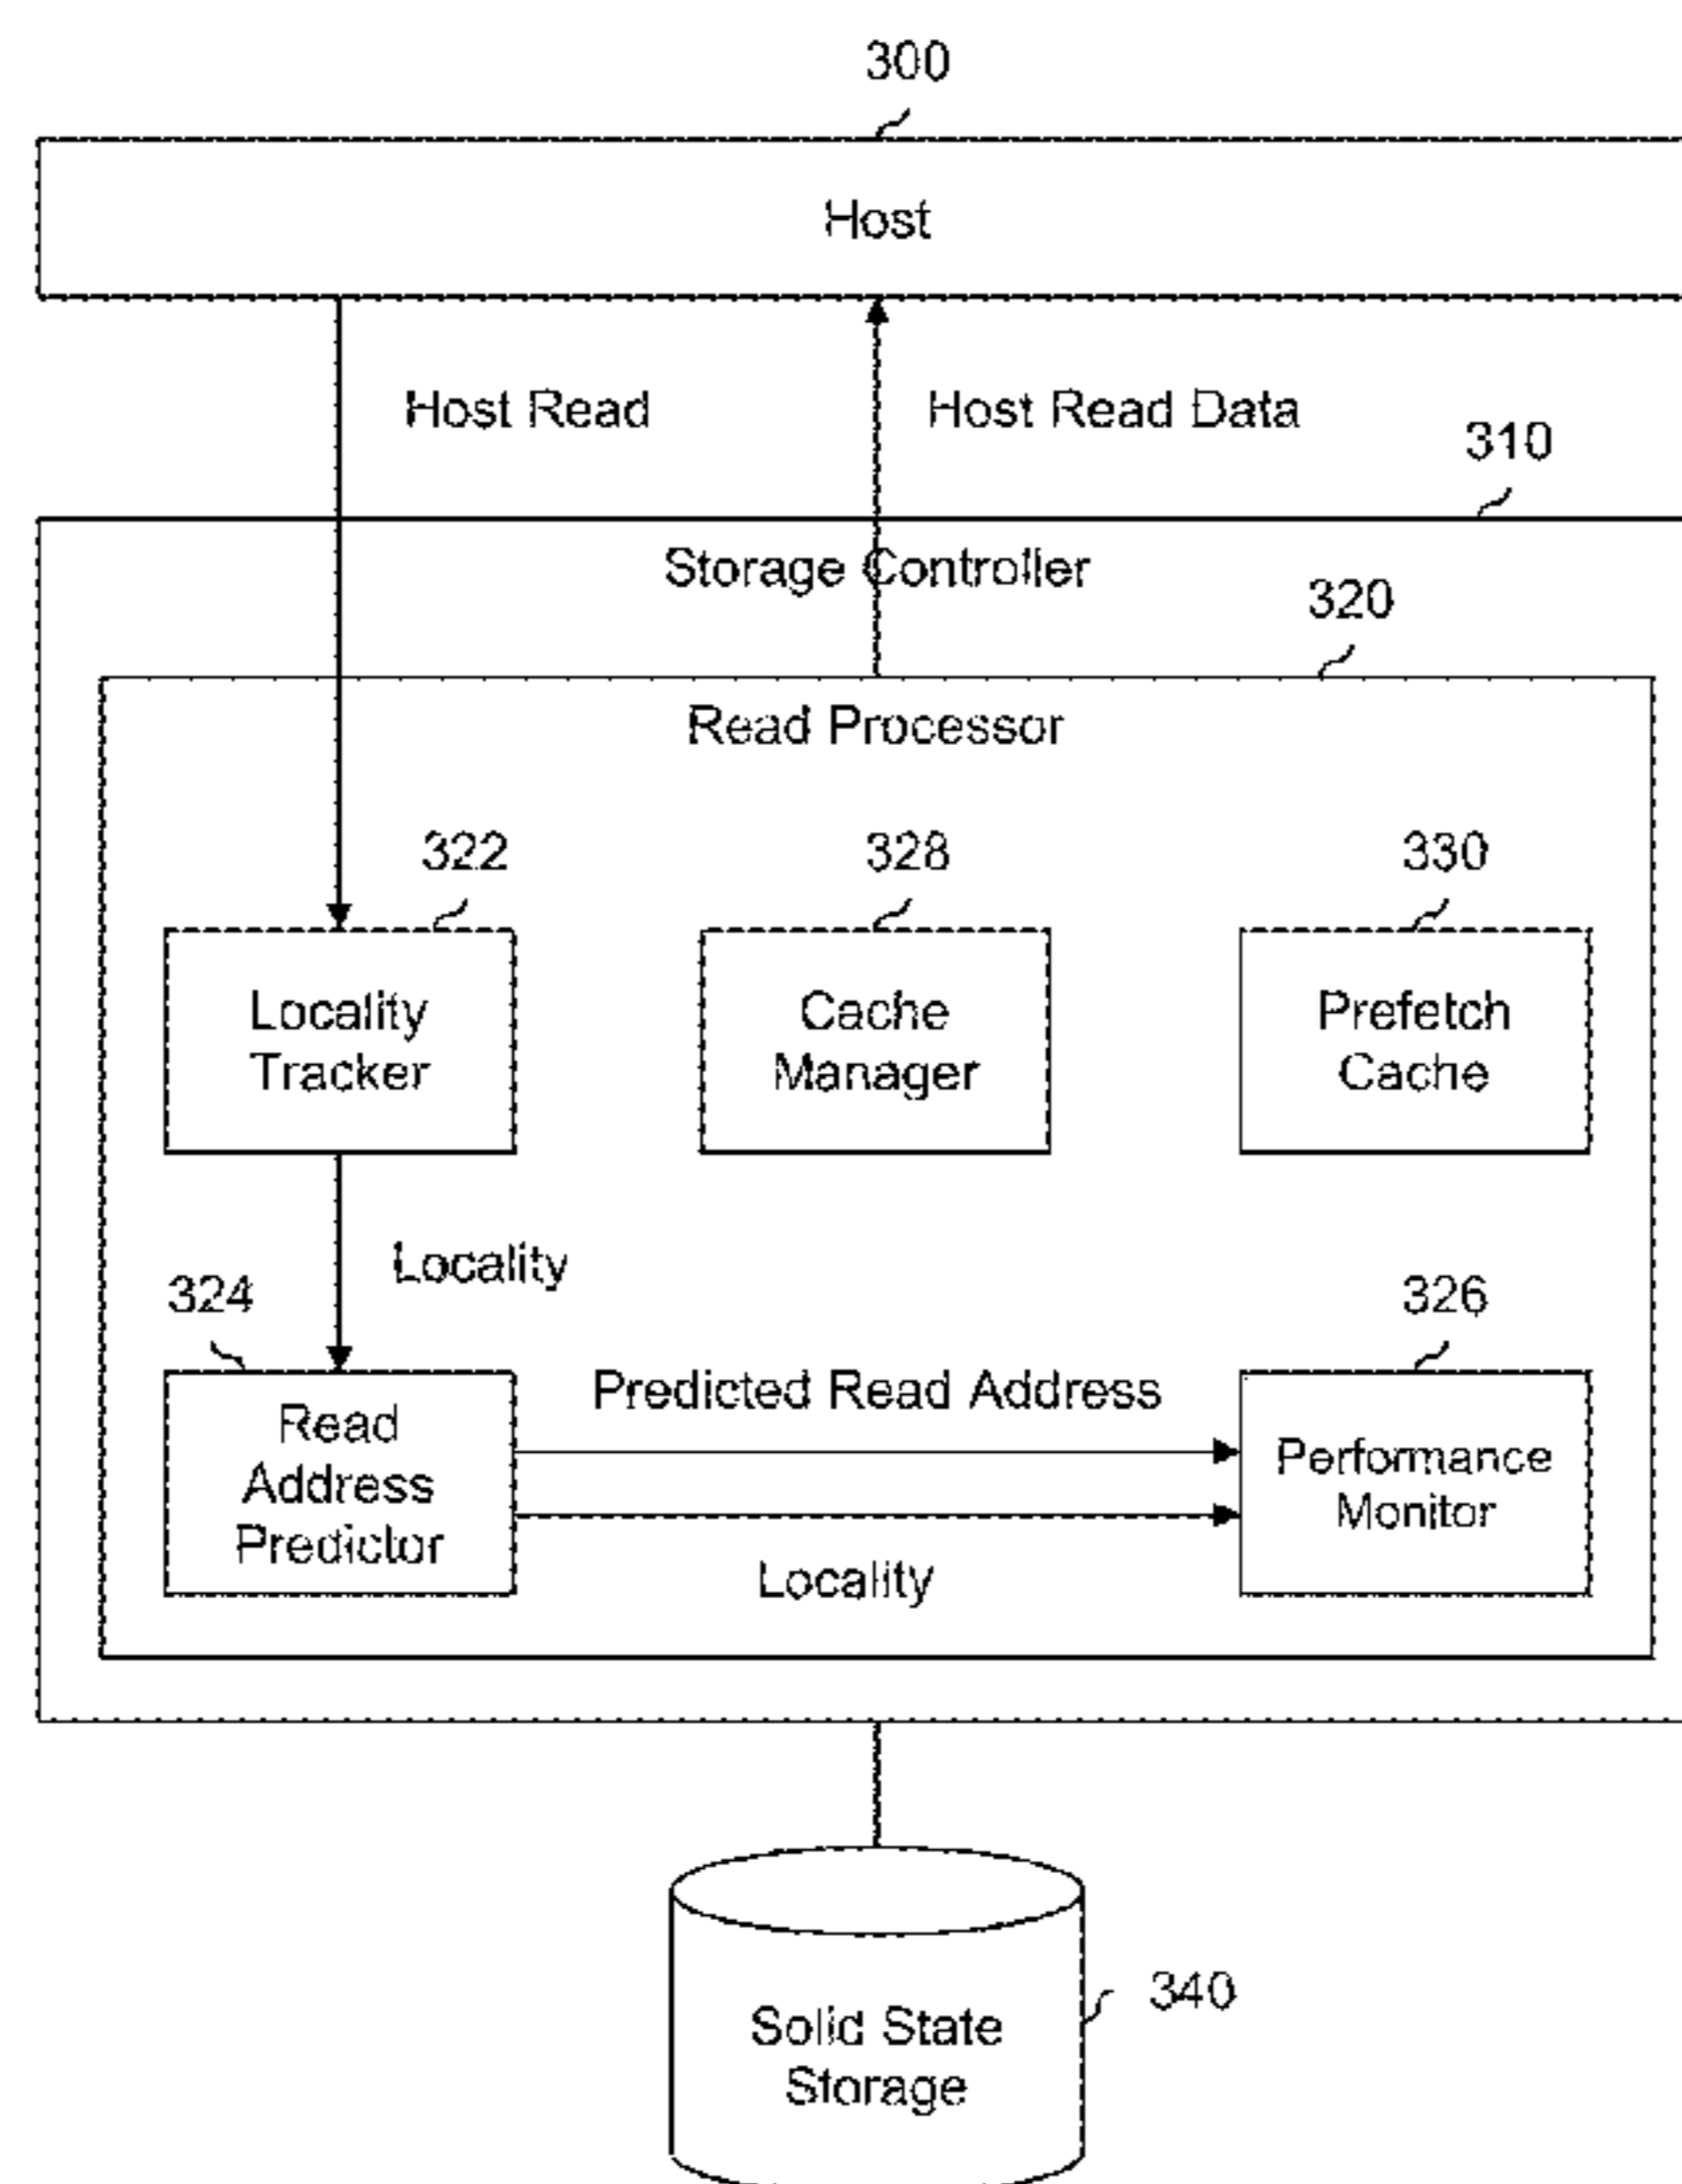 300
Host
Host Read
Host Read Data
310
Storage Controller
320
Read Processor
322
328
330
Locality
Tracker
Cache
Manager
Prefetch
Cache
Locality
324
326
Read
Address
Predictor
Predicted Read Address
Performance
Monitor
Locality
340
Solid State
Storage